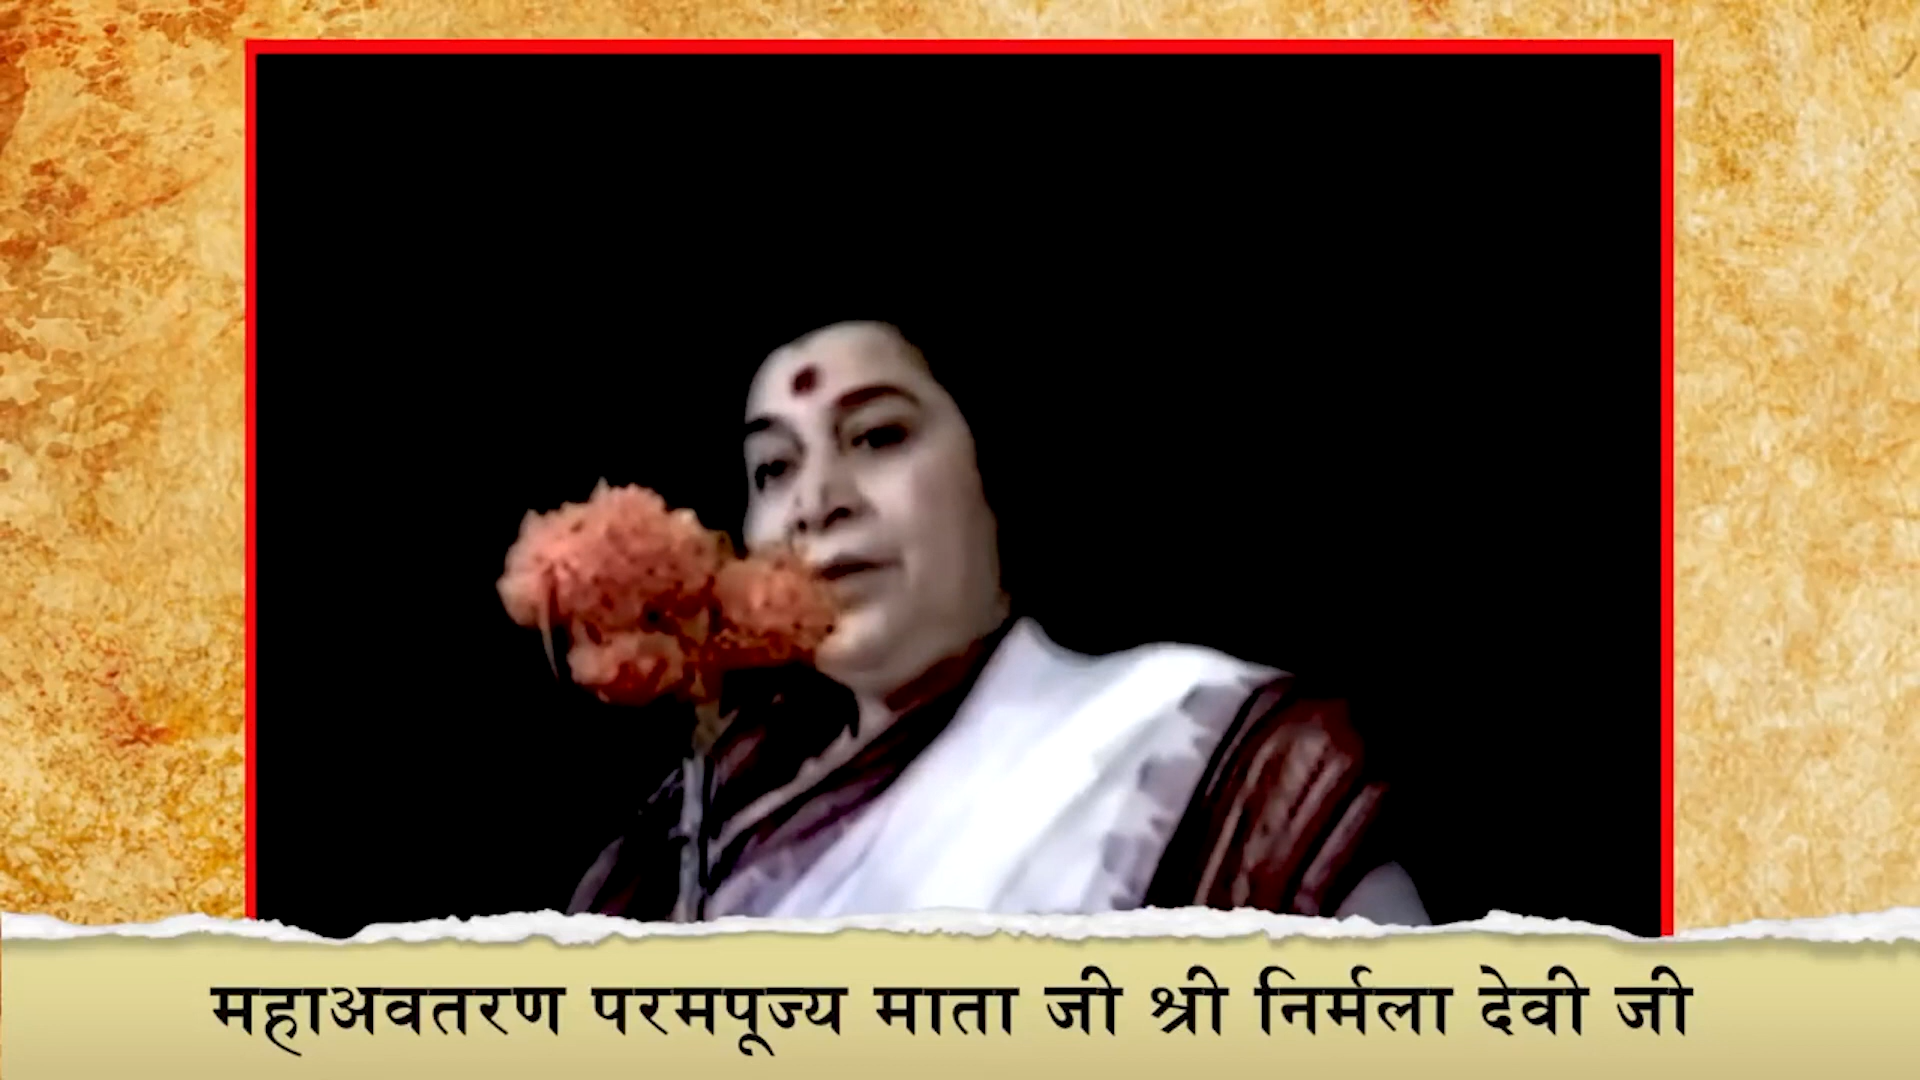 महाअवतरण परमपूज्य माता जी श्री निर्मला देवी जी